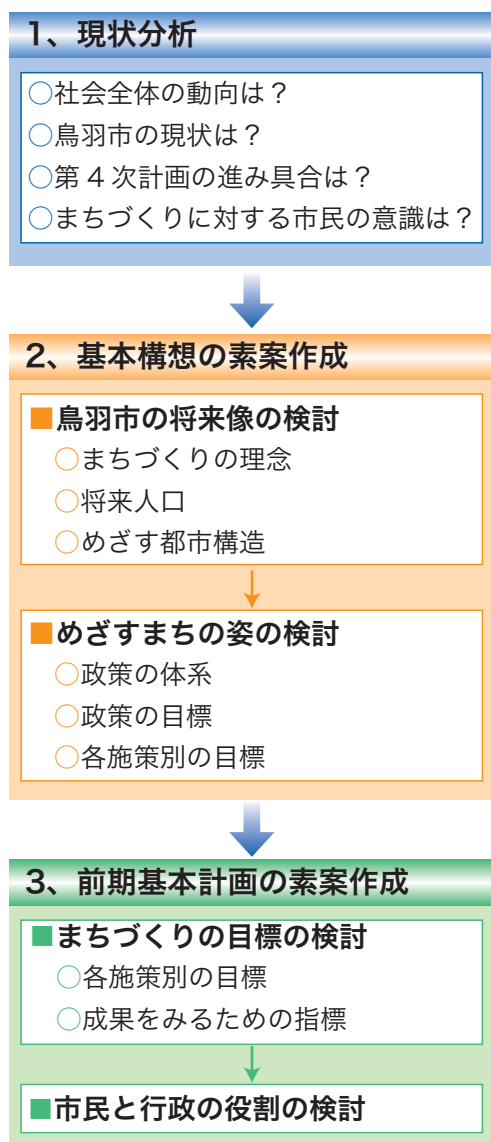 1、現状分析
○社会全体の動向は？
○鳥羽市の現状は？
○第4次計画の進み具合は？
○まちづくりに対する市民の意識は？
2、基本構想の素案作成
■鳥羽市の将来像の検討
○まちづくりの理念
○将来人口
○めざす都市構造
■めざすまちの姿の検討
○政策の体系
○政策の目標
○各施策別の目標
3、前期基本計画の素案作成
■まちづくりの目標の検討
○各施策別の目標
○成果をみるための指標
■市民と行政の役割の検討